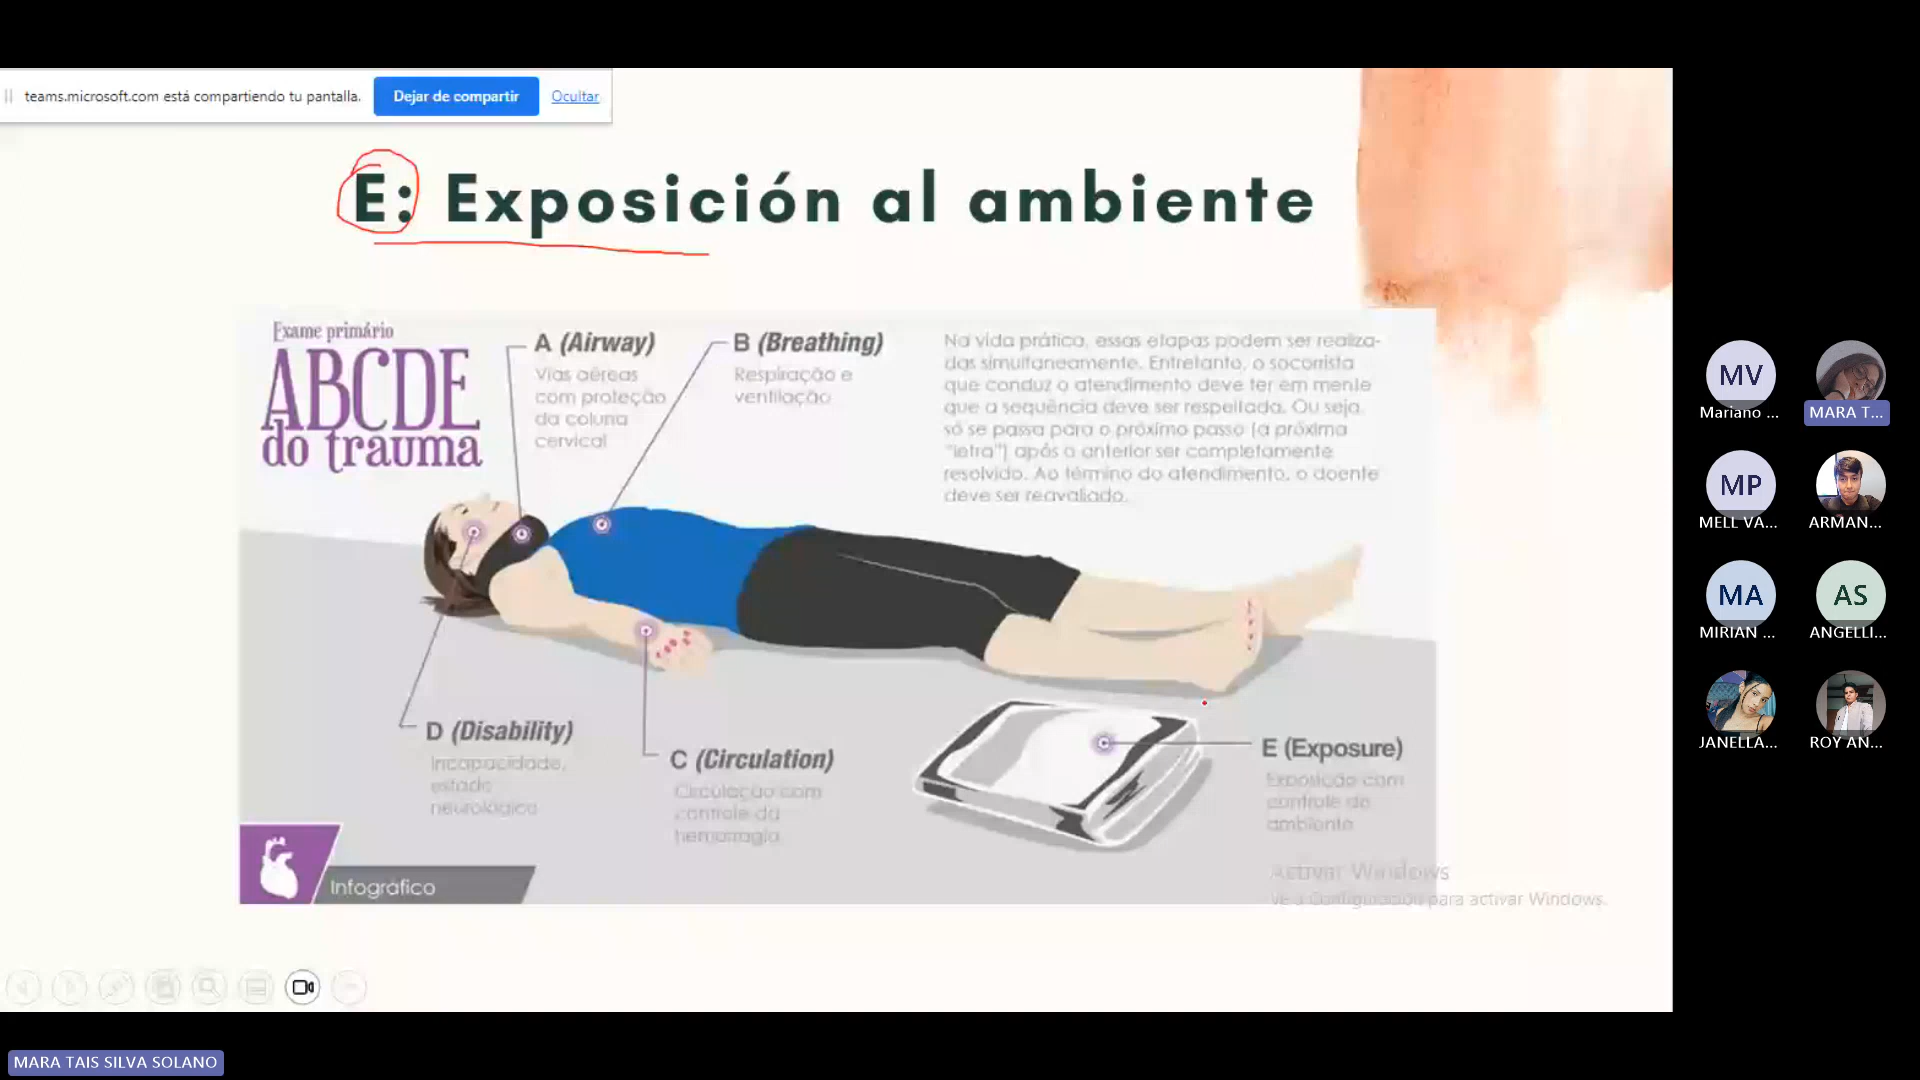 teams.microsoft.com está compartiendo tu pantalla.
Dejar de compartir
Ocultar
E: Exposición al ambiente
Exame primário
ABCDE
do trauma
A (Airway)
Vias aéreas
com proteção
da coluna
cervical
B (Breathing)
Respiração e
ventilação
Na vida prática, essas etapas podem ser realiza-
das simultaneamente. Entretanto, o socorrista
que conduz o atendimento deve ter em mente
que a sequência deve ser respeitada. Ou seja,
só se passa para o próximo passo (a próxima
"letra") após o anterior ser completamente
resolvido. Ao término do atendimento, o doente
deve ser reavaliado.
D (Disability)
Incapacidade,
estado
neurológico
C (Circulation)
Circulação com
controle da
hemorragia
E (Exposure)
Exposição com
controle do
ambiente
Infográfico
Activar Windows
Ve a Configuración para activar Windows.
MV
Mariano ...
MARA T...
MP
MELL VA...
ARMAN...
MA
MIRIAN ...
AS
ANGELLI...
JANELLA...
ROY AN...
MARA TAIS SILVA SOLANO